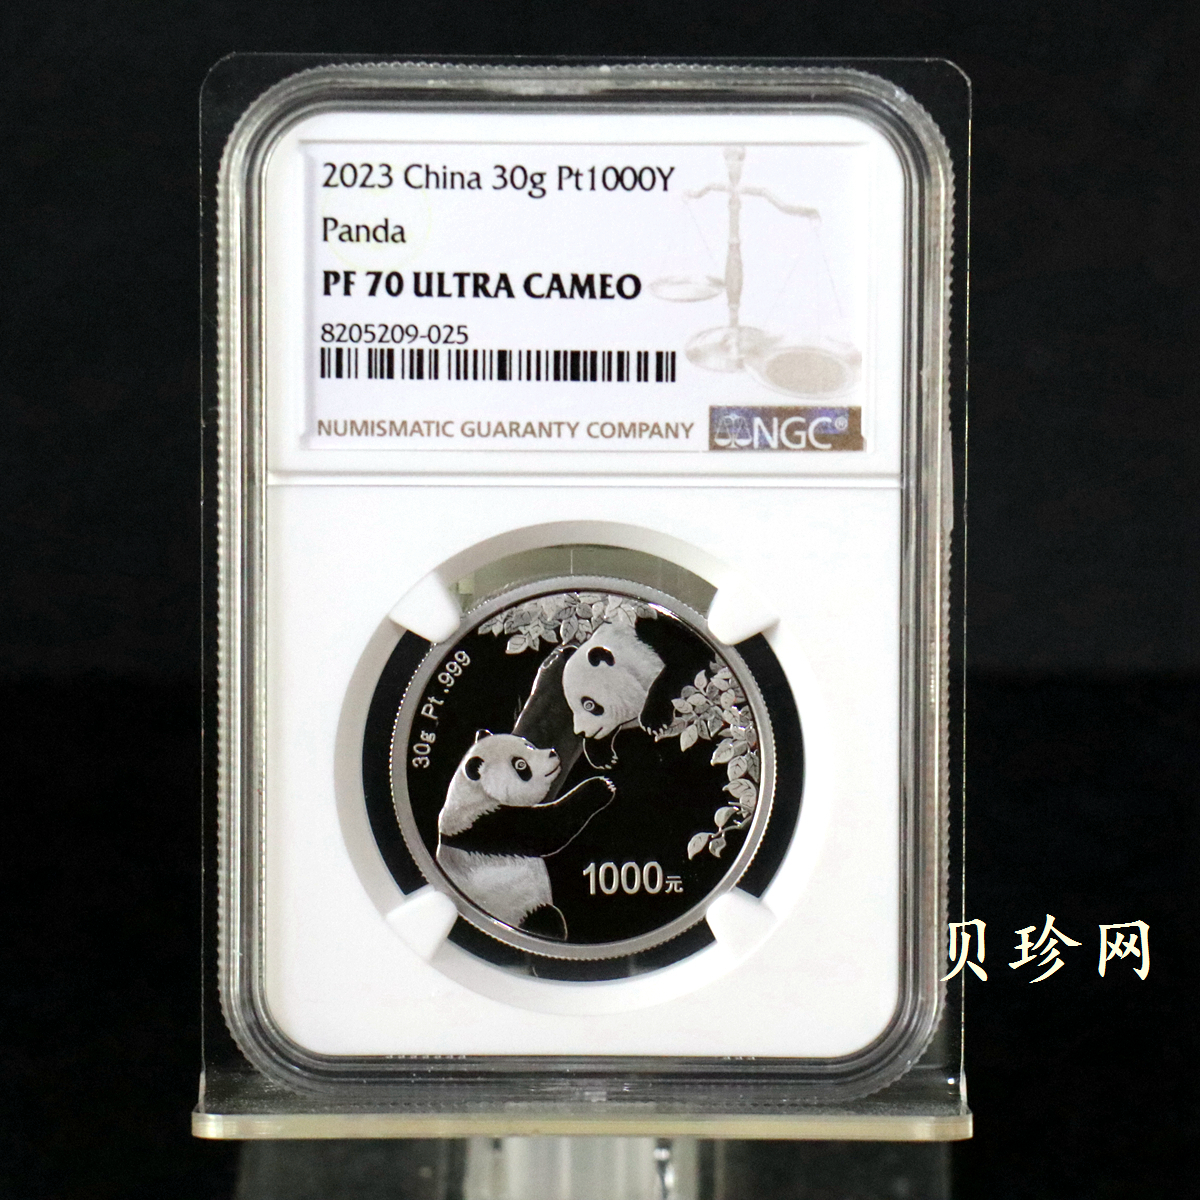 2023 China 30g Pt1000Y
Panda
PF 70 ULTRA CAMEO
8205209-025
NUMISMATIC GUARANTY COMPANY
NGC®
30g Pt .999
1000元
贝珍网